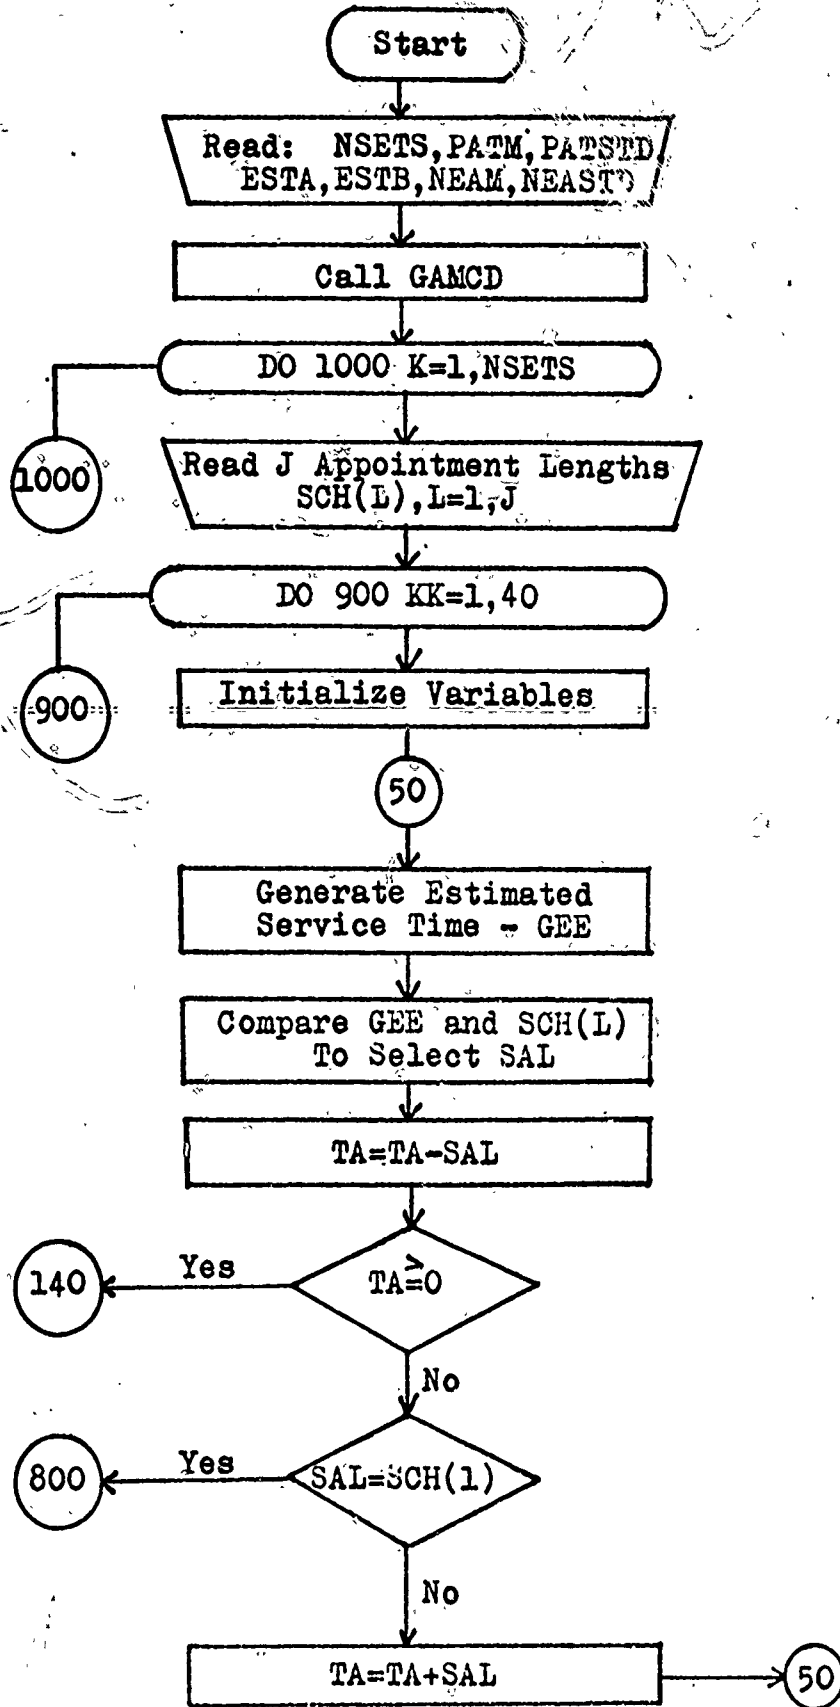 Start
Read: NSETS,PATM,PATSTD,
ESTA,ESTB,NEAM,NEASTD
Call GAMCD
DO 1000 K=1,NSETS
1000
Read J Appointment Lengths
SCH(L),L=1,J
DO 900 KK=1,40
900
Initialize Variables
50
Generate Estimated
Service Time - GEE
Compare GEE and SCH(L)
To Select SAL
TA=TA-SAL
140
Yes
TA≥0
No
800
Yes
SAL=SCH(1)
No
TA=TA+SAL
50